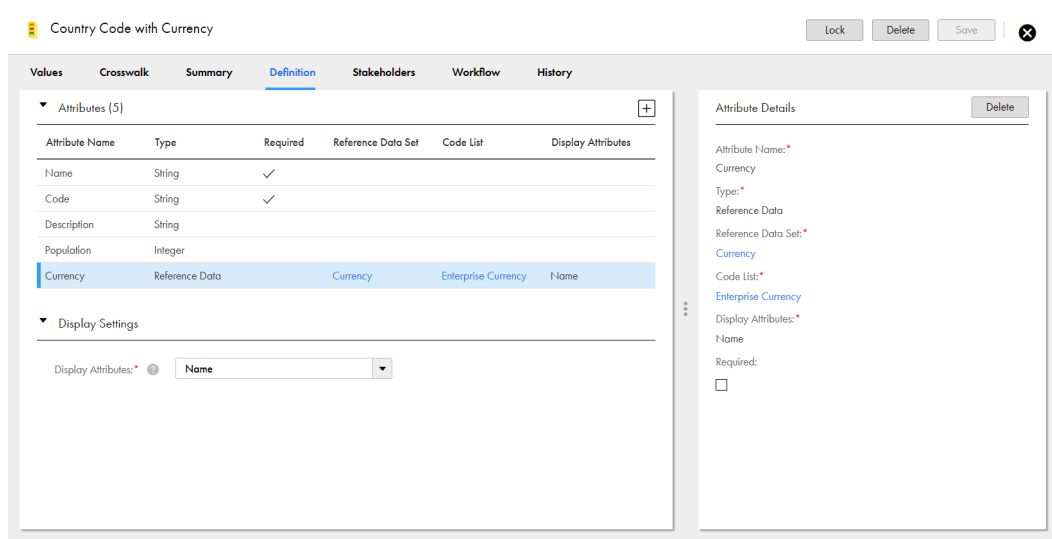 Country Code with Currency
Lock Delete Save
Values Crosswalk Summary Definition Stakeholders Workflow History
Attributes (5)
Attribute Name Type Required Reference Data Set Code List Display Attributes
Name String
Code String
Description String
Population Integer
Currency Reference Data Currency Enterprise Currency Name
Display Settings
Display Attributes:* ? Name
Attribute Details Delete
Attribute Name:*
Currency
Type:*
Reference Data
Reference Data Set:*
Currency
Code List:*
Enterprise Currency
Display Attributes:*
Name
Required: